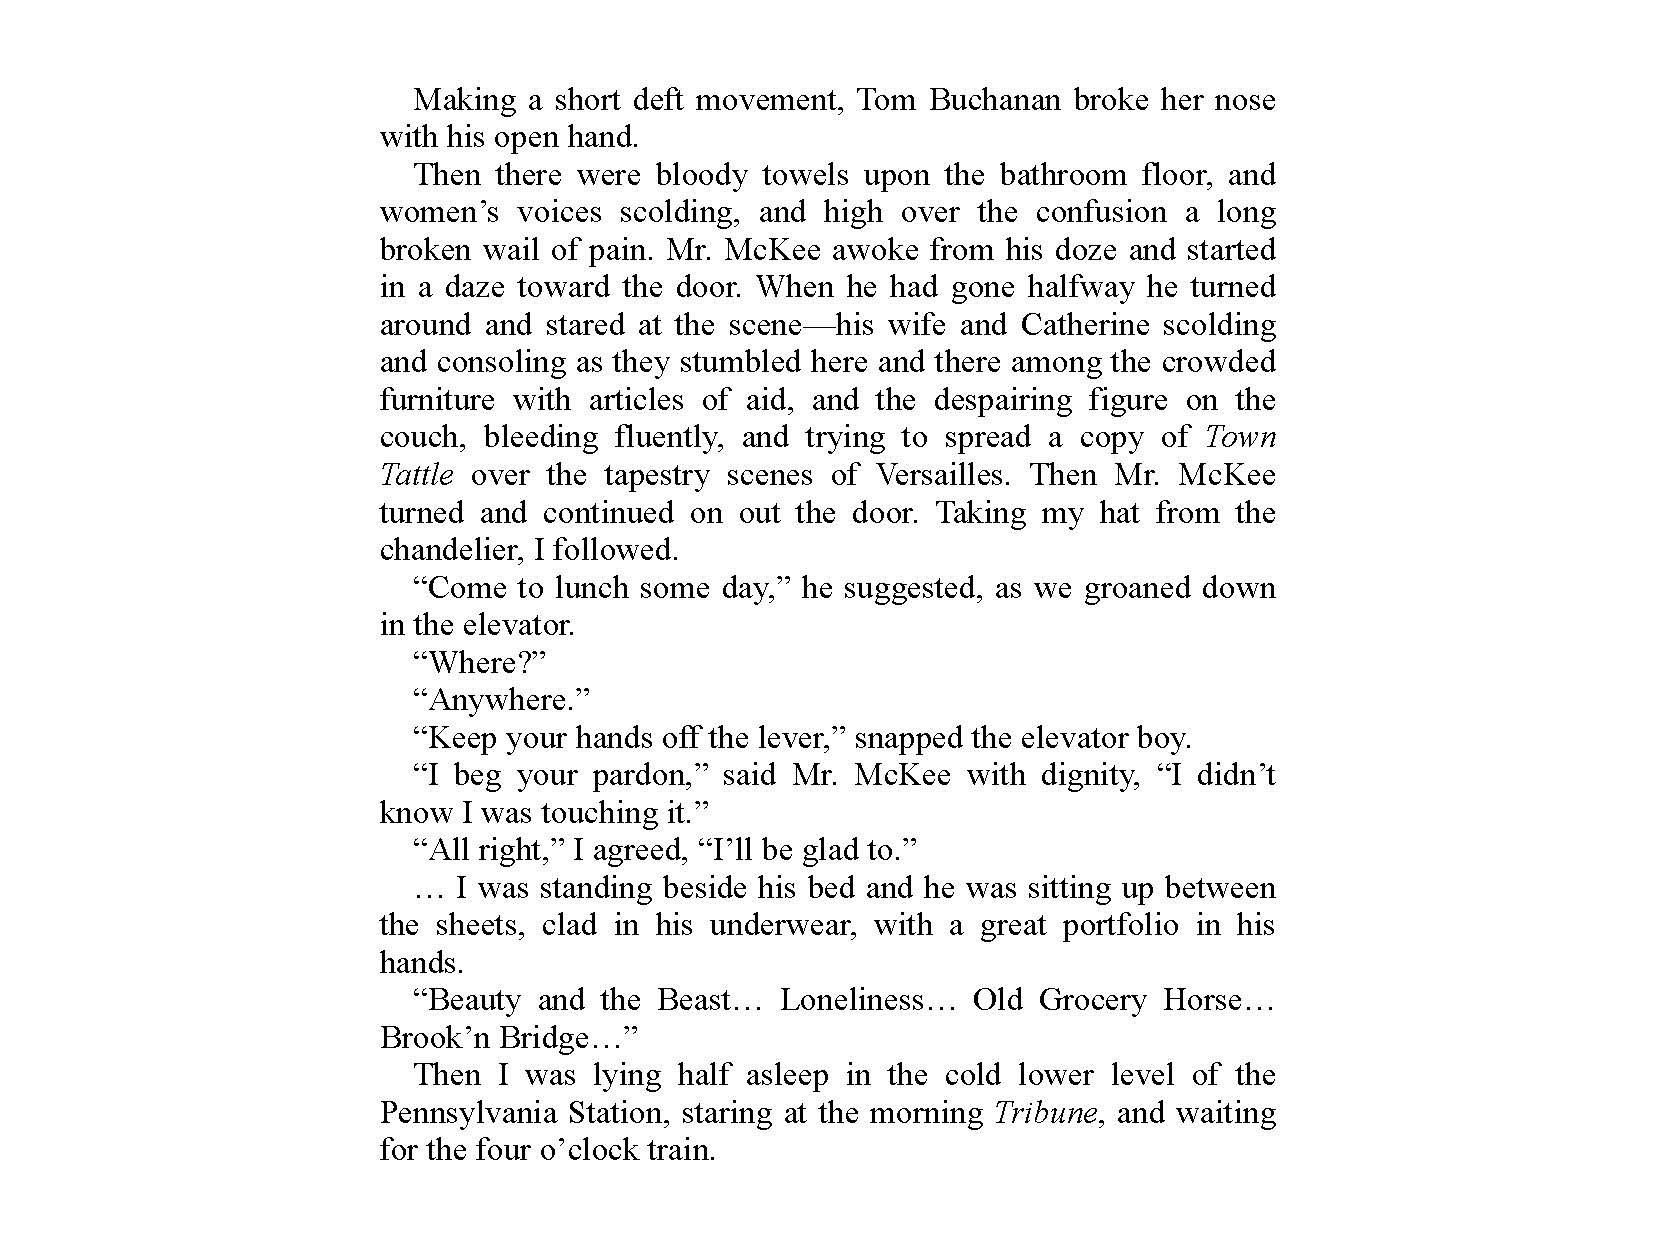 Making a short deft movement, Tom Buchanan broke her nose
with his open hand.
Then there were bloody towels upon the bathroom floor, and
women’s voices scolding, and high over the confusion a long
broken wail of pain. Mr. McKee awoke from his doze and started
in a daze toward the door. When he had gone halfway he turned
around and stared at the scene—his wife and Catherine scolding
and consoling as they stumbled here and there among the crowded
furniture with articles of aid, and the despairing figure on the
couch, bleeding fluently, and trying to spread a copy of Town
Tattle over the tapestry scenes of Versailles. Then Mr. McKee
turned and continued on out the door. Taking my hat from the
chandelier, I followed.
“Come to lunch some day,” he suggested, as we groaned down
in the elevator.
“Where?”
“Anywhere.”
“Keep your hands off the lever,” snapped the elevator boy.
“I beg your pardon,” said Mr. McKee with dignity, “I didn’t
know I was touching it.”
“All right,” I agreed, “I’ll be glad to.”
… I was standing beside his bed and he was sitting up between
the sheets, clad in his underwear, with a great portfolio in his
hands.
“Beauty and the Beast… Loneliness… Old Grocery Horse…
Brook’n Bridge…”
Then I was lying half asleep in the cold lower level of the
Pennsylvania Station, staring at the morning Tribune, and waiting
for the four o’clock train.